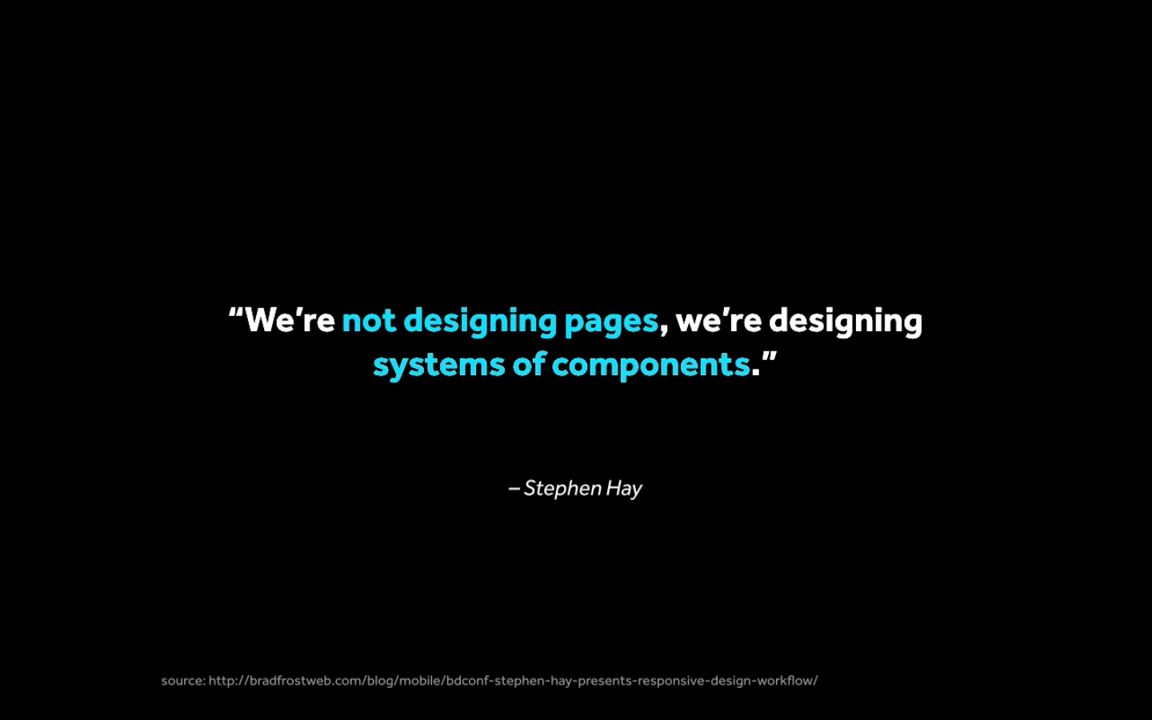 “We’re not designing pages, we’re designing
systems of components.”
– Stephen Hay
source: http://bradfrostweb.com/blog/mobile/bdconf-stephen-hay-presents-responsive-design-workflow/